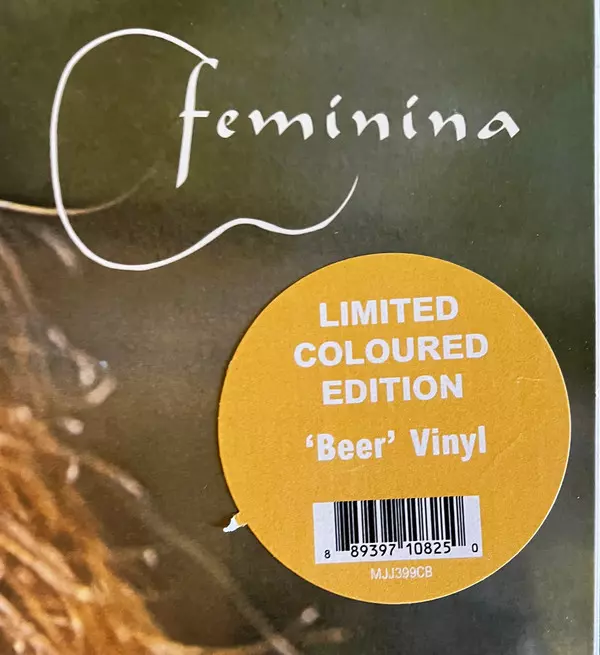 feminina
LIMITED
COLOURED
EDITION
‘Beer’ Vinyl
8 89397 10825 0
MJJ399CB